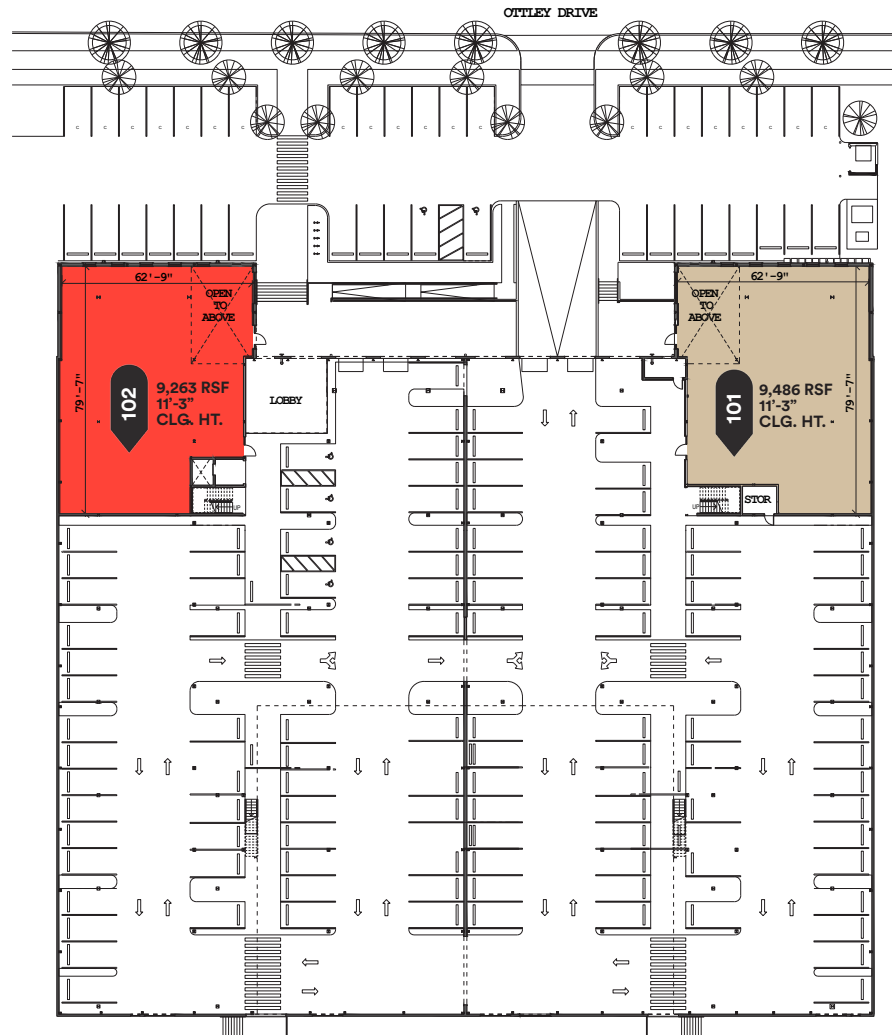 OTTLEY DRIVE
62'-9"
OPEN
TO
ABOVE
79'-7"
102
9,263 RSF
11'-3"
CLG. HT.
LOBBY
UP
62'-9"
OPEN
TO
ABOVE
101
9,486 RSF
11'-3"
CLG. HT.
79'-7"
UP
STOR